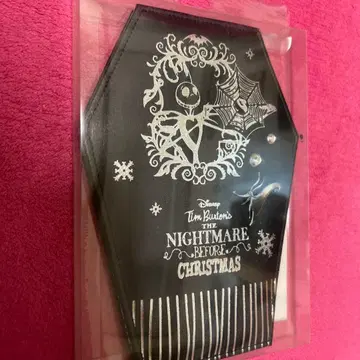 Disney
Tim Burton's
THE
NIGHTMARE
BEFORE
CHRISTMAS